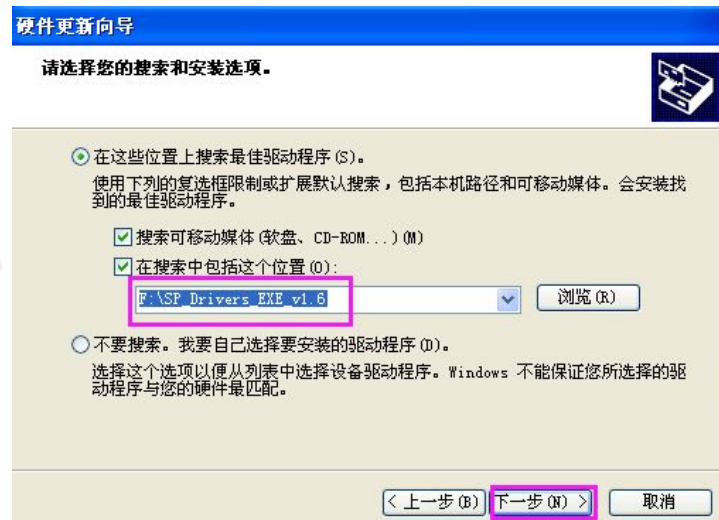 硬件更新向导
请选择您的搜索和安装选项。
在这些位置上搜索最佳驱动程序(S)。
使用下列的复选框限制或扩展默认搜索，包括本机路径和可移动媒体。会安装找
到的最佳驱动程序。
搜索可移动媒体(软盘、CD-ROM...)(M)
在搜索中包括这个位置(O):
F:\SP_Drivers_EXE_v1.6
浏览(R)
不要搜索。我要自己选择要安装的驱动程序(D)。
选择这个选项以便从列表中选择设备驱动程序。Windows 不能保证您所选择的驱
动程序与您的硬件最匹配。
< 上一步(B) 下一步(N) > 取消